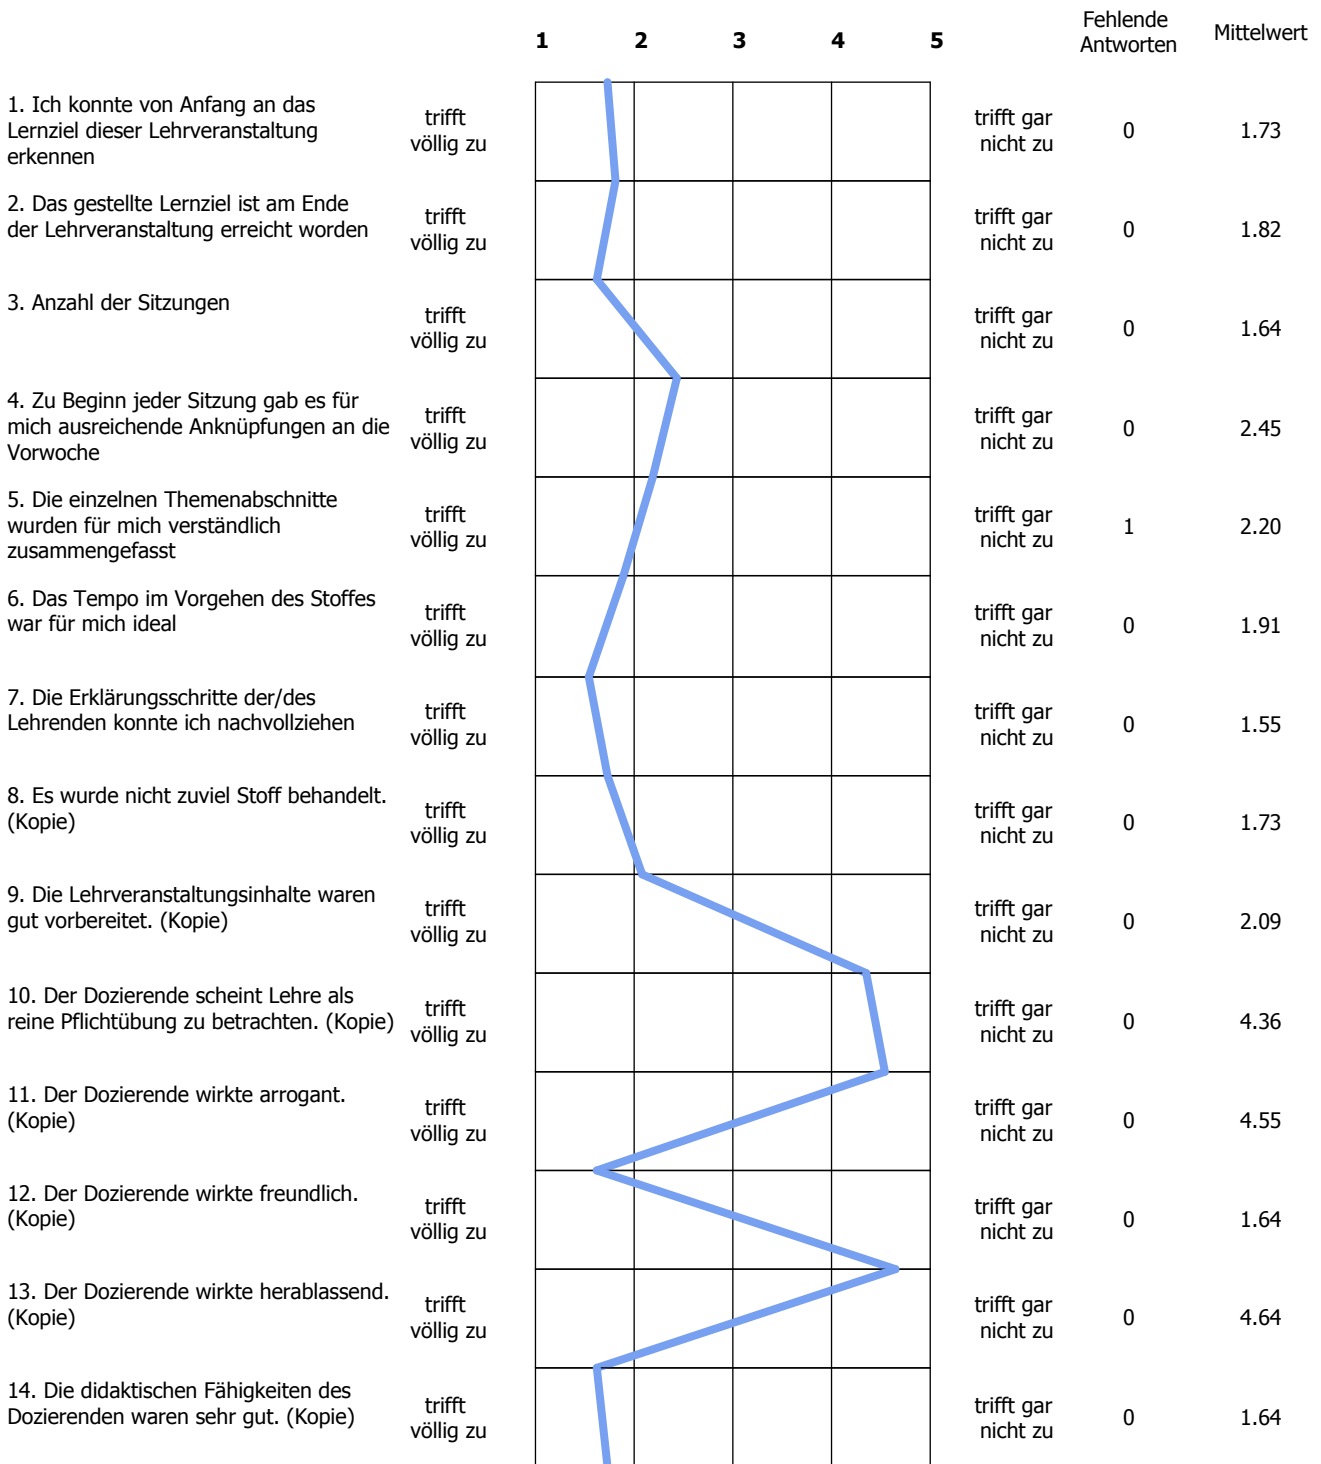 1 2 3 4 5 Fehlende Antworten Mittelwert
1. Ich konnte von Anfang an das
Lernziel dieser Lehrveranstaltung
erkennen
trifft
völlig zu
trifft gar
nicht zu
0
1.73
2. Das gestellte Lernziel ist am Ende
der Lehrveranstaltung erreicht worden
trifft
völlig zu
trifft gar
nicht zu
0
1.82
3. Anzahl der Sitzungen
trifft
völlig zu
trifft gar
nicht zu
0
1.64
4. Zu Beginn jeder Sitzung gab es für
mich ausreichende Anknüpfungen an die
Vorwoche
trifft
völlig zu
trifft gar
nicht zu
0
2.45
5. Die einzelnen Themenabschnitte
wurden für mich verständlich
zusammengefasst
trifft
völlig zu
trifft gar
nicht zu
1
2.20
6. Das Tempo im Vorgehen des Stoffes
war für mich ideal
trifft
völlig zu
trifft gar
nicht zu
0
1.91
7. Die Erklärungsschritte der/des
Lehrenden konnte ich nachvollziehen
trifft
völlig zu
trifft gar
nicht zu
0
1.55
8. Es wurde nicht zuviel Stoff behandelt.
(Kopie)
trifft
völlig zu
trifft gar
nicht zu
0
1.73
9. Die Lehrveranstaltungsinhalte waren
gut vorbereitet. (Kopie)
trifft
völlig zu
trifft gar
nicht zu
0
2.09
10. Der Dozierende scheint Lehre als
reine Pflichtübung zu betrachten. (Kopie)
trifft
völlig zu
trifft gar
nicht zu
0
4.36
11. Der Dozierende wirkte arrogant.
(Kopie)
trifft
völlig zu
trifft gar
nicht zu
0
4.55
12. Der Dozierende wirkte freundlich.
(Kopie)
trifft
völlig zu
trifft gar
nicht zu
0
1.64
13. Der Dozierende wirkte herablassend.
(Kopie)
trifft
völlig zu
trifft gar
nicht zu
0
4.64
14. Die didaktischen Fähigkeiten des
Dozierenden waren sehr gut. (Kopie)
trifft
völlig zu
trifft gar
nicht zu
0
1.64